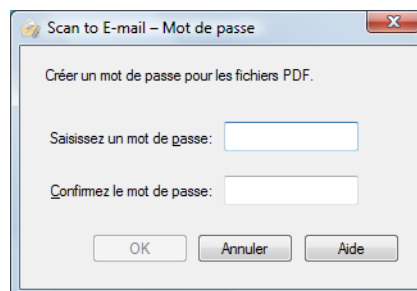 Scan to E-mail – Mot de passe
Créer un mot de passe pour les fichiers PDF.
Saisissez un mot de passe:
Confirmez le mot de passe:
OK Annuler Aide